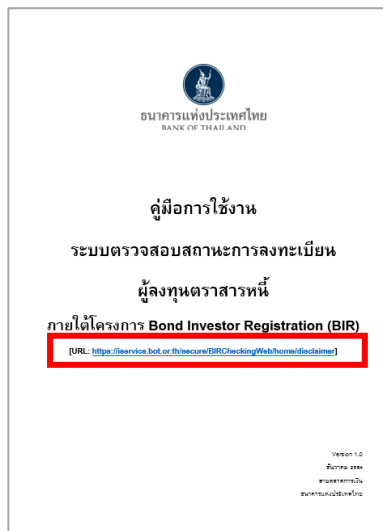 ธนาคารแห่งประเทศไทย
BANK OF THAILAND
คู่มือการใช้งาน
ระบบตรวจสอบสถานะการลงทะเบียน
ผู้ลงทุนตราสารหนี้
ภายใต้โครงการ Bond Investor Registration (BIR)
[URL: https://iservice.bot.or.th/secure/BIRCheckingWeb/home/disclaimer]
Version 1.0
ธันวาคม 2564
สายตลาดการเงิน
ธนาคารแห่งประเทศไทย